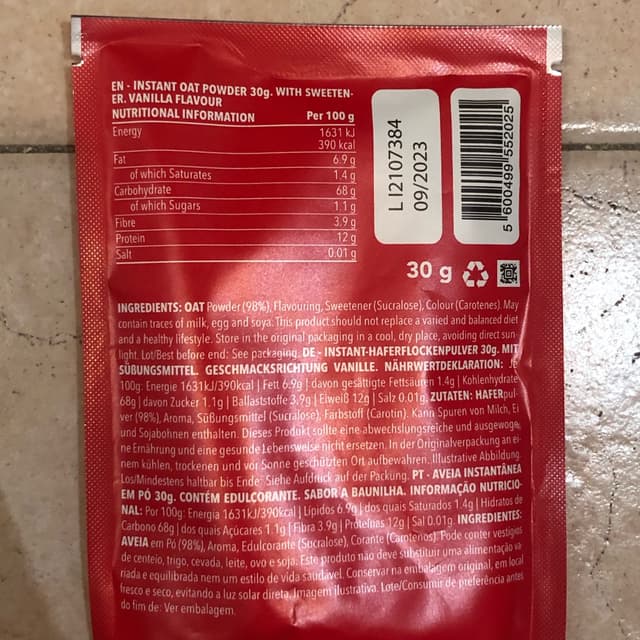 EN - INSTANT OAT POWDER 30g. WITH SWEETEN-
ER. VANILLA FLAVOUR
NUTRITIONAL INFORMATION Per 100 g
Energy 1631 kJ
390 kcal
Fat 6.9 g
of which Saturates 1.4 g
Carbohydrate 68 g
of which Sugars 1.1 g
Fibre 3.9 g
Protein 12 g
Salt 0.01 g
L I2107384
09/2023
5 600499 552025
30 g
INGREDIENTS: OAT Powder (98%), Flavouring, Sweetener (Sucralose), Colour (Carotenes). May
contain traces of milk, egg and soya. This product should not replace a varied and balanced diet
and a healthy lifestyle. Store in the original packaging in a cool, dry place, avoiding direct sun-
light. Lot/Best before end: See packaging. DE - INSTANT-HAFERFLOCKENPULVER 30g. MIT
SÜßUNGSMITTEL. GESCHMACKSRICHTUNG VANILLE. NÄHRWERTDEKLARATION:
100g: Energie 1631kJ/390kcal | Fett 6.9g | davon gesättigte Fettsäuren 1.4g | Kohlenhydrate
68g | davon Zucker 1.1g | Ballaststoffe 3.9g | Eiweiß 12g | Salz 0.01g. ZUTATEN: HAFERpul-
ver (98%), Aroma, Süßungsmittel (Sucralose), Farbstoff (Carotin). Kann Spuren von Milch, Ei
und Sojabohnen enthalten. Dieses Produkt sollte eine abwechslungsreiche und ausgewoge-
ne Ernährung und eine gesunde Lebensweise nicht ersetzen. In der Originalverpackung an ei-
nem kühlen, trockenen und vor Sonne geschützten Ort aufbewahren. Illustrative Abbildung.
Los/Mindestens haltbar bis Ende: Siehe Aufdruck auf der Packung. PT - AVEIA INSTANTÂNEA
EM PÓ 30g. CONTÉM EDULCORANTE. SABOR A BAUNILHA. INFORMAÇÃO NUTRICIO-
NAL: Por 100g: Energia 1631kJ/390kcal | Lípidos 6.9g | dos quais Saturados 1.4g | Hidratos de
Carbono 68g | dos quais Açúcares 1.1g | Fibra 3.9g | Proteínas 12g | Sal 0.01g. INGREDIENTES:
AVEIA em Pó (98%), Aroma, Edulcorante (Sucralose), Corante (Carotenos). Pode conter vestígios
de centeio, trigo, cevada, leite, ovo e soja. Este produto não deve substituir uma alimentação va-
riada e equilibrada nem um estilo de vida saudável. Conservar na embalagem original, em local
fresco e seco, evitando a luz solar direta. Imagem ilustrativa. Lote/Consumir de preferência antes
do fim de: Ver embalagem.